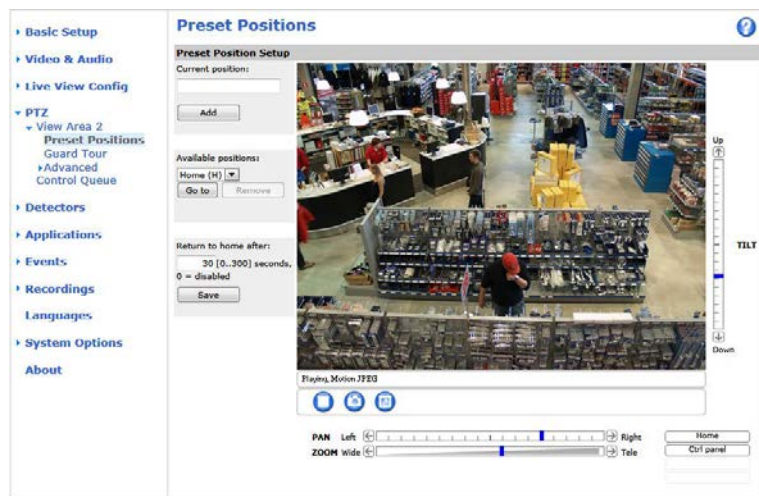 Basic Setup
Video & Audio
Live View Config
PTZ
View Area 2
Preset Positions
Guard Tour
Advanced
Control Queue
Detectors
Applications
Events
Recordings
Languages
System Options
About
Preset Positions
?
Preset Position Setup
Current position:
Add
Available positions:
Home (H)
Go to
Remove
Return to home after:
30 [0..300] seconds,
0 = disabled
Save
Up
TILT
Down
Playing, Motion JPEG
PAN Left Right
ZOOM Wide Tele
Home
Ctrl panel